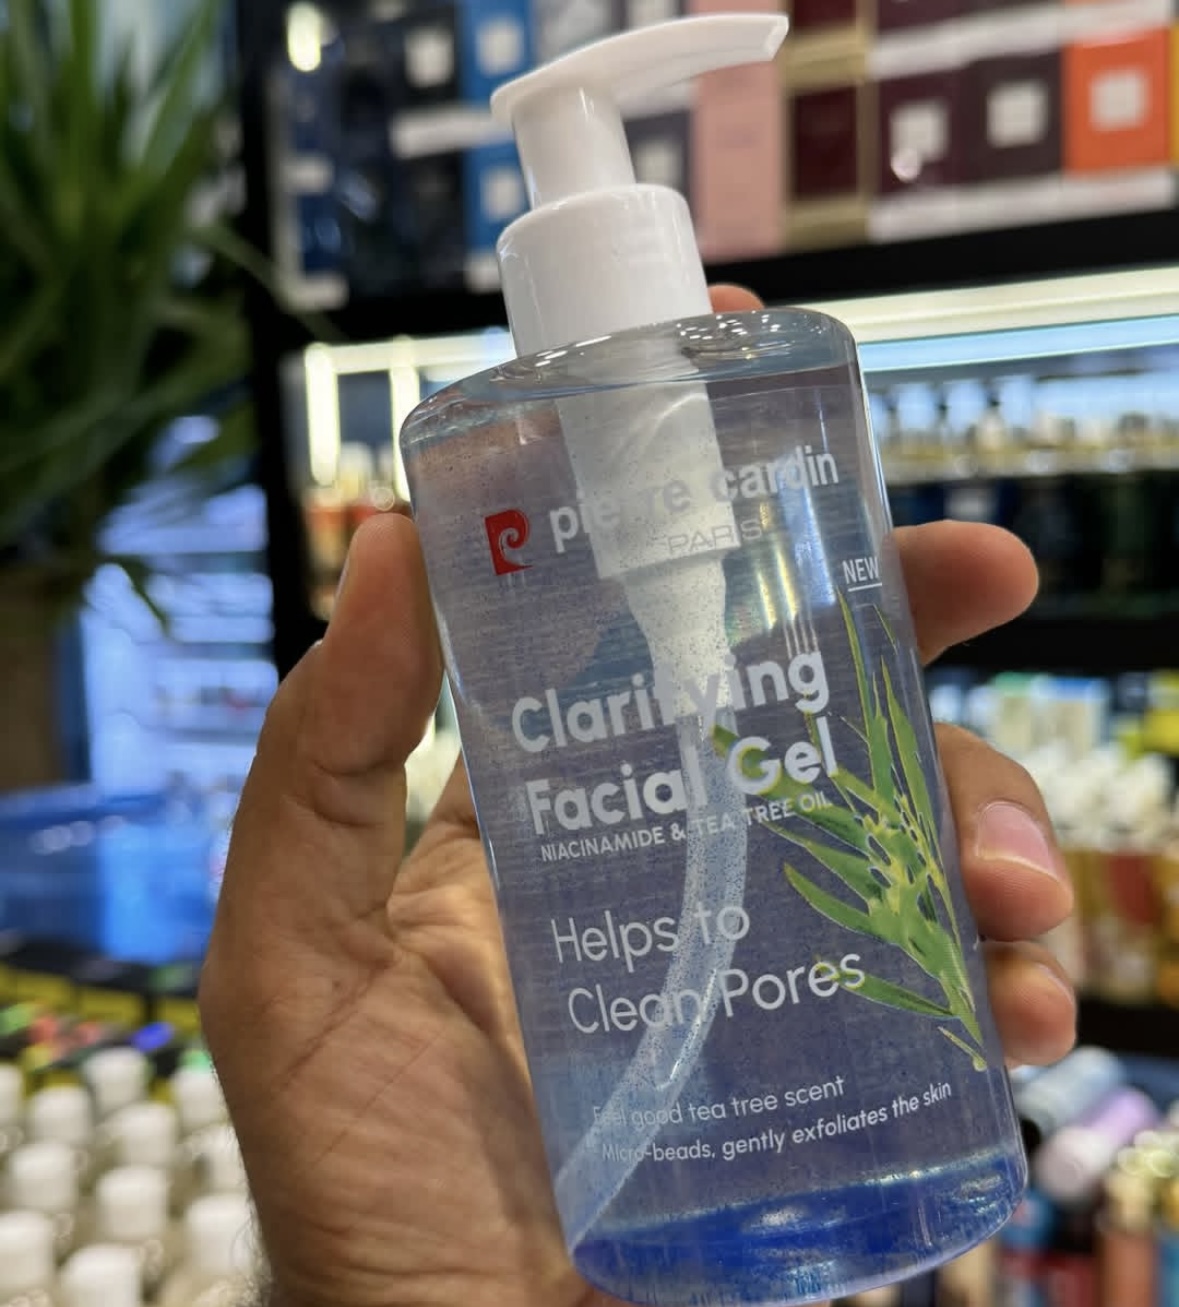 pierre cardin
PARIS
NEW
Clarifying
Facial Gel
NIACINAMIDE & TEA TREE OIL
Helps to
Clean Pores
Feel good tea tree scent
Micro-beads, gently exfoliates the skin